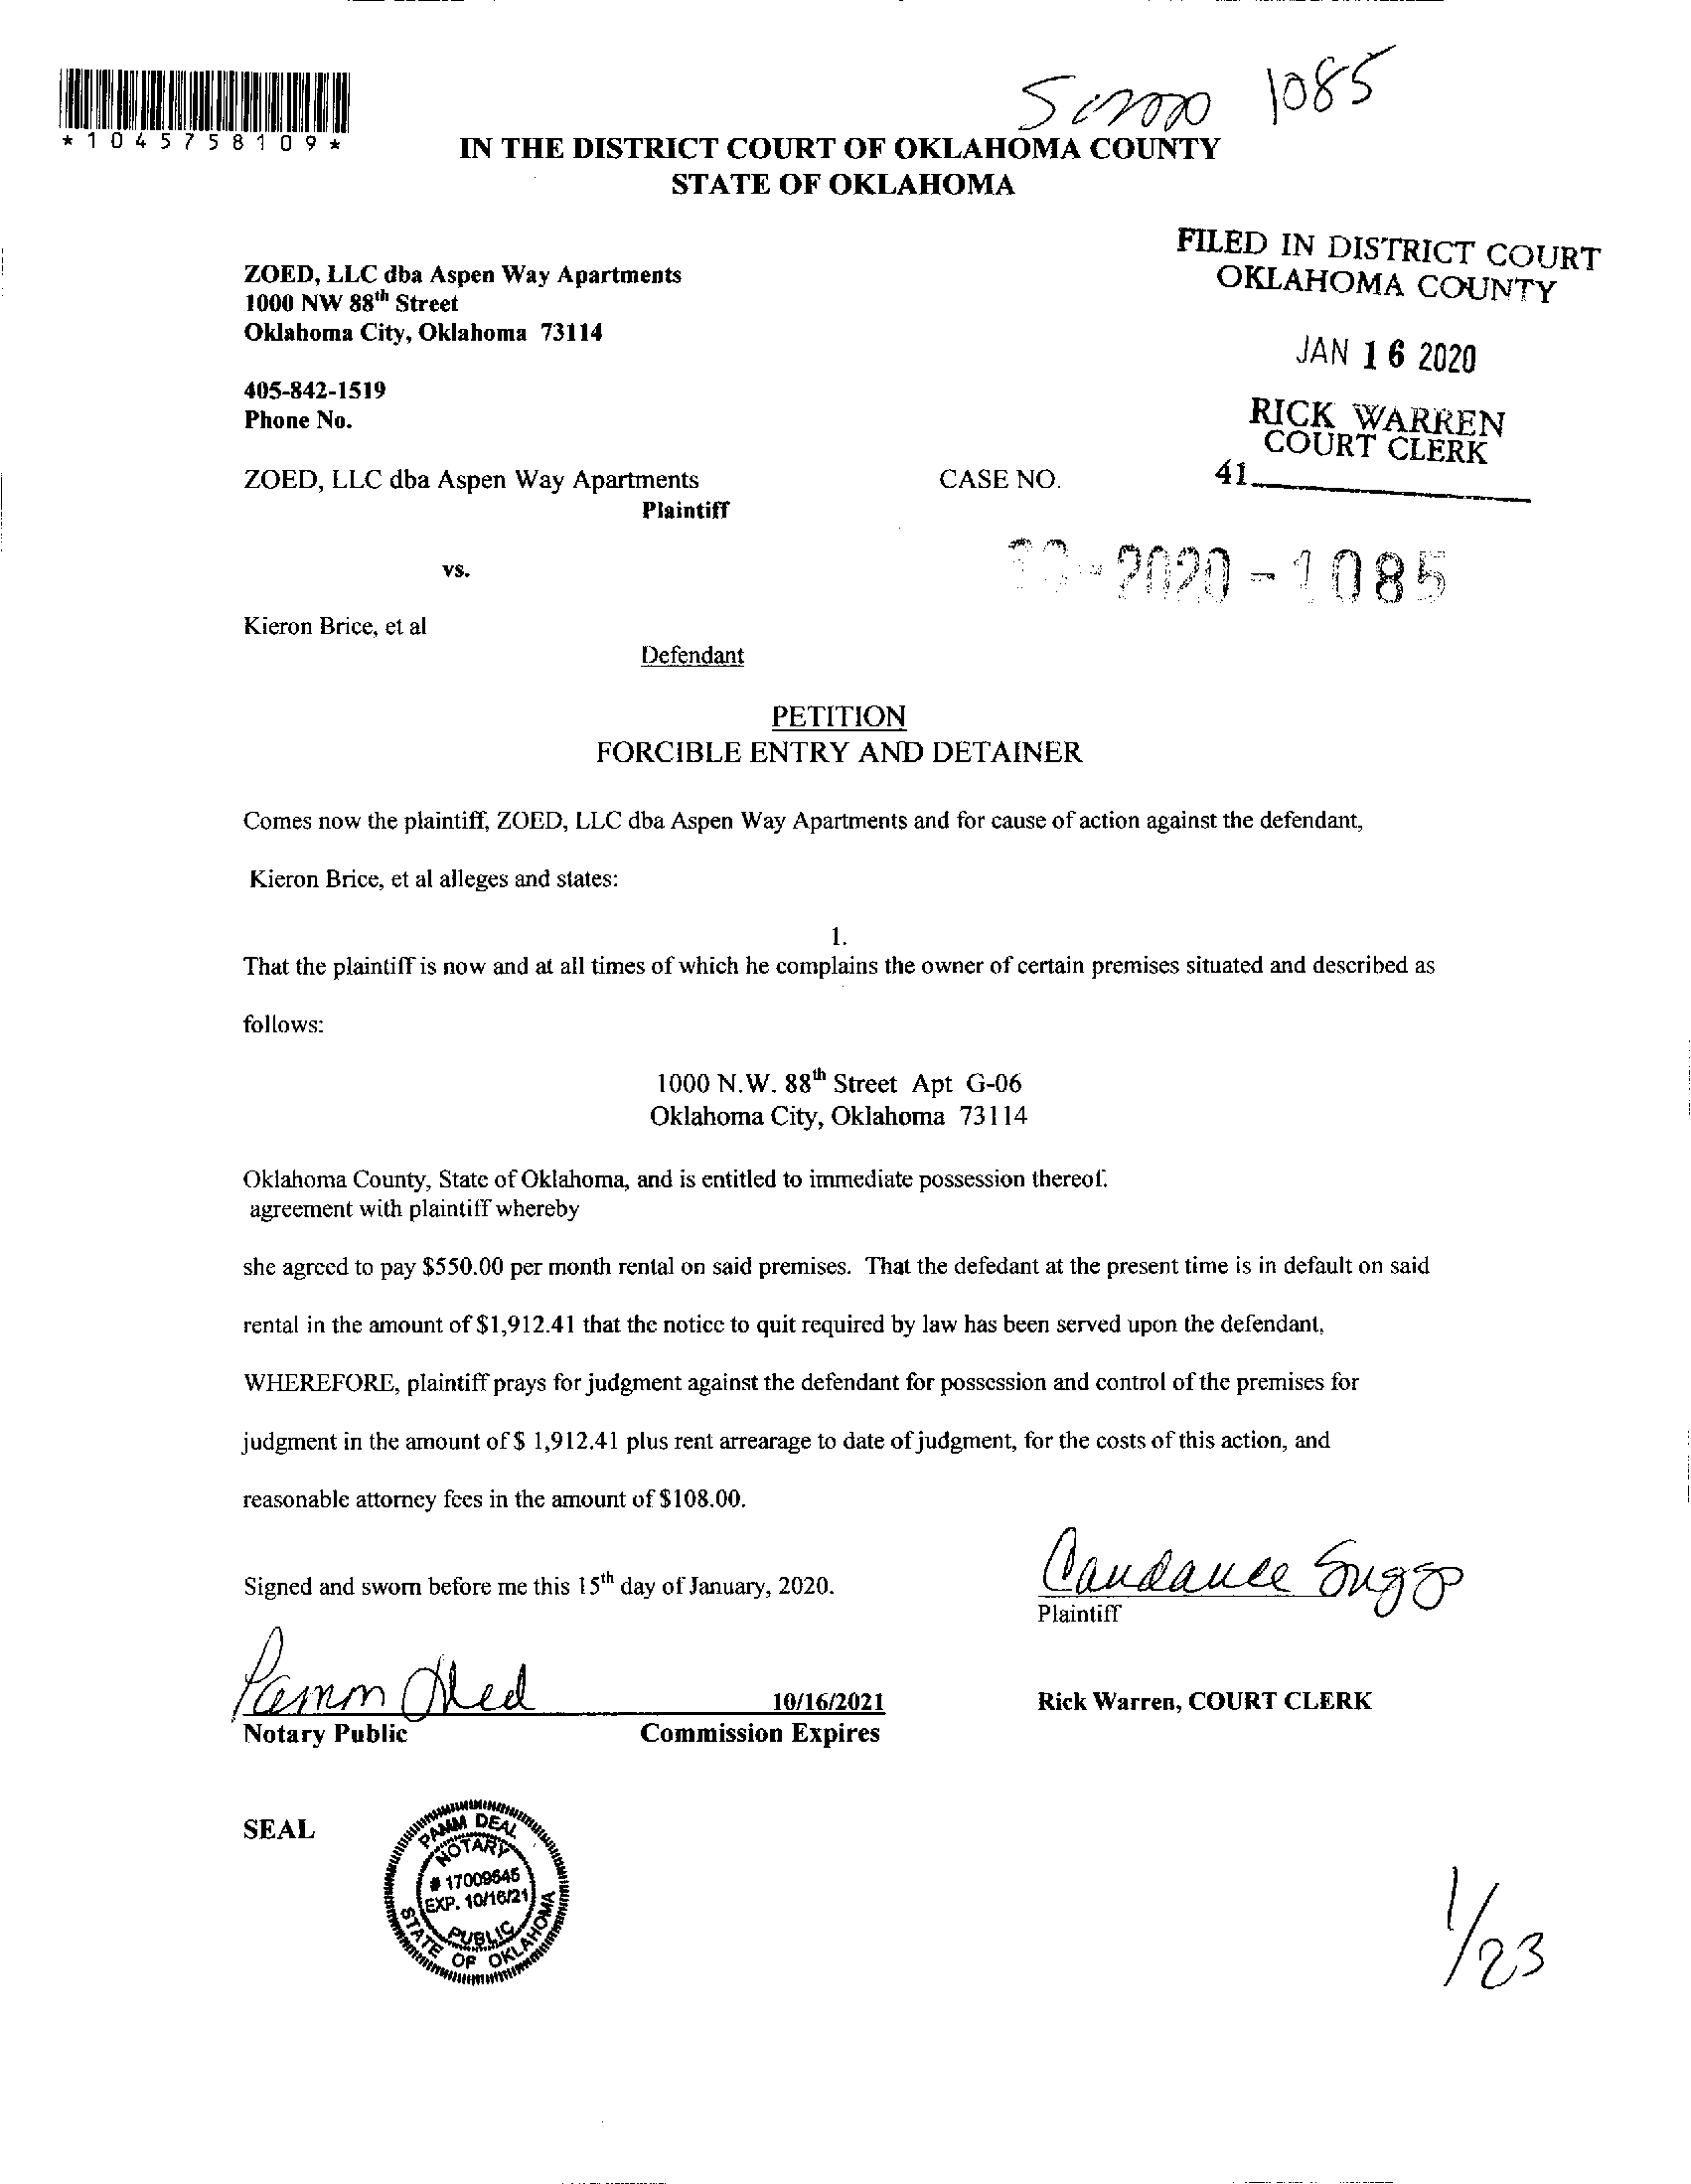 1085
*1045758109*
IN THE DISTRICT COURT OF OKLAHOMA COUNTY
STATE OF OKLAHOMA
FILED IN DISTRICT COURT
OKLAHOMA COUNTY
ZOED, LLC dba Aspen Way Apartments
1000 NW 88th Street
Oklahoma City, Oklahoma 73114
JAN 16 2020
405-842-1519
Phone No.
RICK WARREN
COURT CLERK
ZOED, LLC dba Aspen Way Apartments
CASE NO.
41
Plaintiff
vs.
-2020-1085
Kieron Brice, et al
Defendant
PETITION
FORCIBLE ENTRY AND DETAINER
Comes now the plaintiff, ZOED, LLC dba Aspen Way Apartments and for cause of action against the defendant,
Kieron Brice, et al alleges and states:
1.
That the plaintiff is now and at all times of which he complains the owner of certain premises situated and described as
follows:
1000 N.W. 88th Street Apt G-06
Oklahoma City, Oklahoma 73114
Oklahoma County, State of Oklahoma, and is entitled to immediate possession thereof.
agreement with plaintiff whereby
she agreed to pay $550.00 per month rental on said premises. That the defedant at the present time is in default on said
rental in the amount of $1,912.41 that the notice to quit required by law has been served upon the defendant,
WHEREFORE, plaintiff prays for judgment against the defendant for possession and control of the premises for
judgment in the amount of $ 1,912.41 plus rent arrearage to date of judgment, for the costs of this action, and
reasonable attorney fees in the amount of $108.00.
Candance Suggs
Signed and sworn before me this 15th day of January, 2020.
Plaintiff
Pamm Deal
10/16/2021
Rick Warren, COURT CLERK
Notary Public
Commission Expires
SEAL
PAMM DEAL
NOTARY
# 17009545
EXP. 10/16/21
PUBLIC
STATE OF OKLAHOMA
1/23